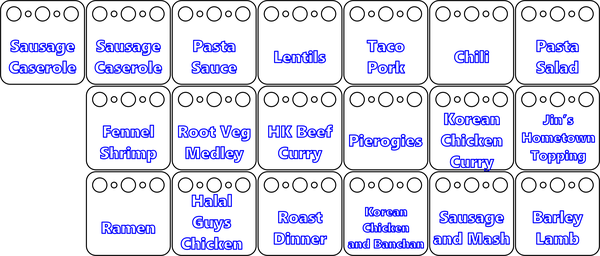 Sausage
Casserole
Sausage
Casserole
Pasta
Sauce
Lentils
Taco
Pork
Chili
Pasta
Salad
Fennel
Shrimp
Root Veg
Medley
HK Beef
Curry
Pierogies
Korean
Chicken
Curry
Jin's
Hometown
Topping
Ramen
Halal
Guys
Chicken
Roast
Dinner
Korean
Chicken
and Banchan
Sausage
and Mash
Barley
Lamb